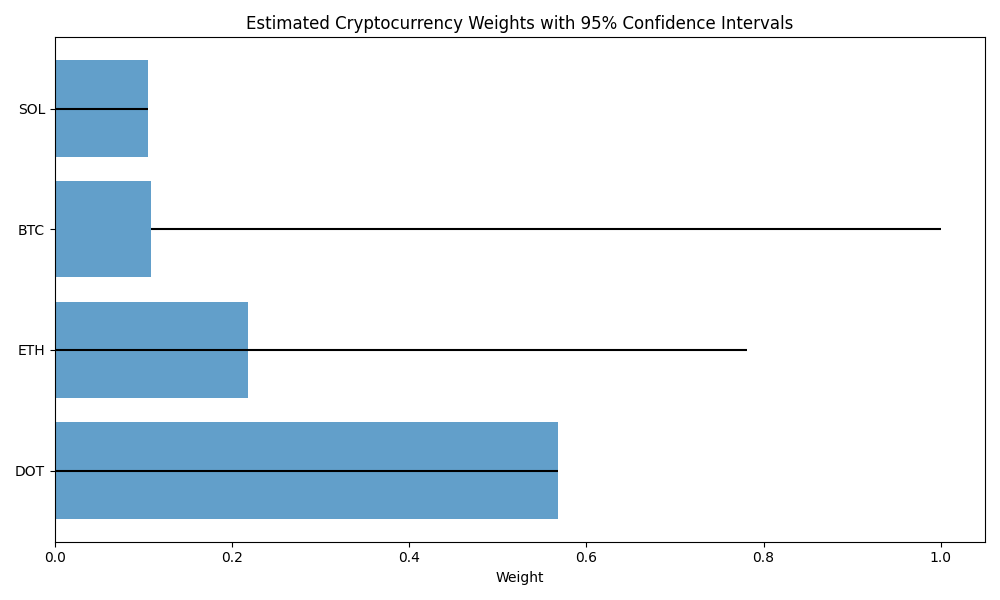 Estimated Cryptocurrency Weights with 95% Confidence Intervals
SOL
BTC
ETH
DOT
0.0 0.2 0.4 0.6 0.8 1.0
Weight